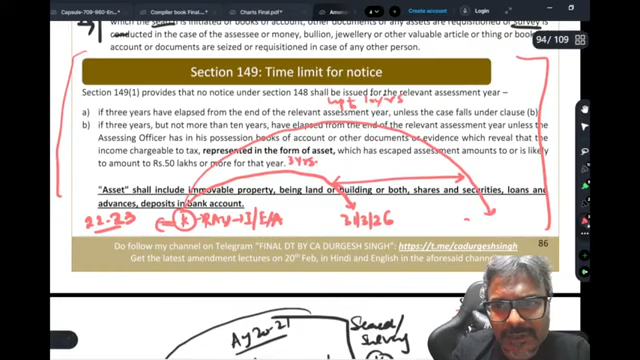 Capsule-709 Nov
Compiler Book Final
Charts Final
94 / 109
which the search is initiated or books of account, other documents or any assets are requisitioned or survey is
conducted in the case of the assessee or money, bullion, jewellery or other valuable article or thing or books of
account or documents are seized or requisitioned in case of any other person.
Section 149: Time limit for notice
Section 149(1) provides that no notice under section 148 shall be issued for the relevant assessment year –
upto 10 yrs
a) if three years have elapsed from the end of the relevant assessment year, unless the case falls under clause (b)
b) if three years, but not more than ten years, have elapsed from the end of the relevant assessment year unless the
Assessing Officer has in his possession books of account or other documents or evidence which reveal that the
income chargeable to tax, represented in the form of asset, which has escaped assessment amounts to or is likely
to amount to Rs.50 lakhs or more for that year.
3 yrs.
"Asset" shall include immovable property, being land or building or both, shares and securities, loans and
advances, deposits in bank account.
22-23
I/E/A
31/3/26
Do follow my channel on Telegram "FINAL DT BY CA DURGESH SINGH": https://t.me/cadurgeshsingh
Get the latest amendment lectures on 20th Feb, in Hindi and English in the aforesaid channel.
86
Ay 20-21
Search/
Survey